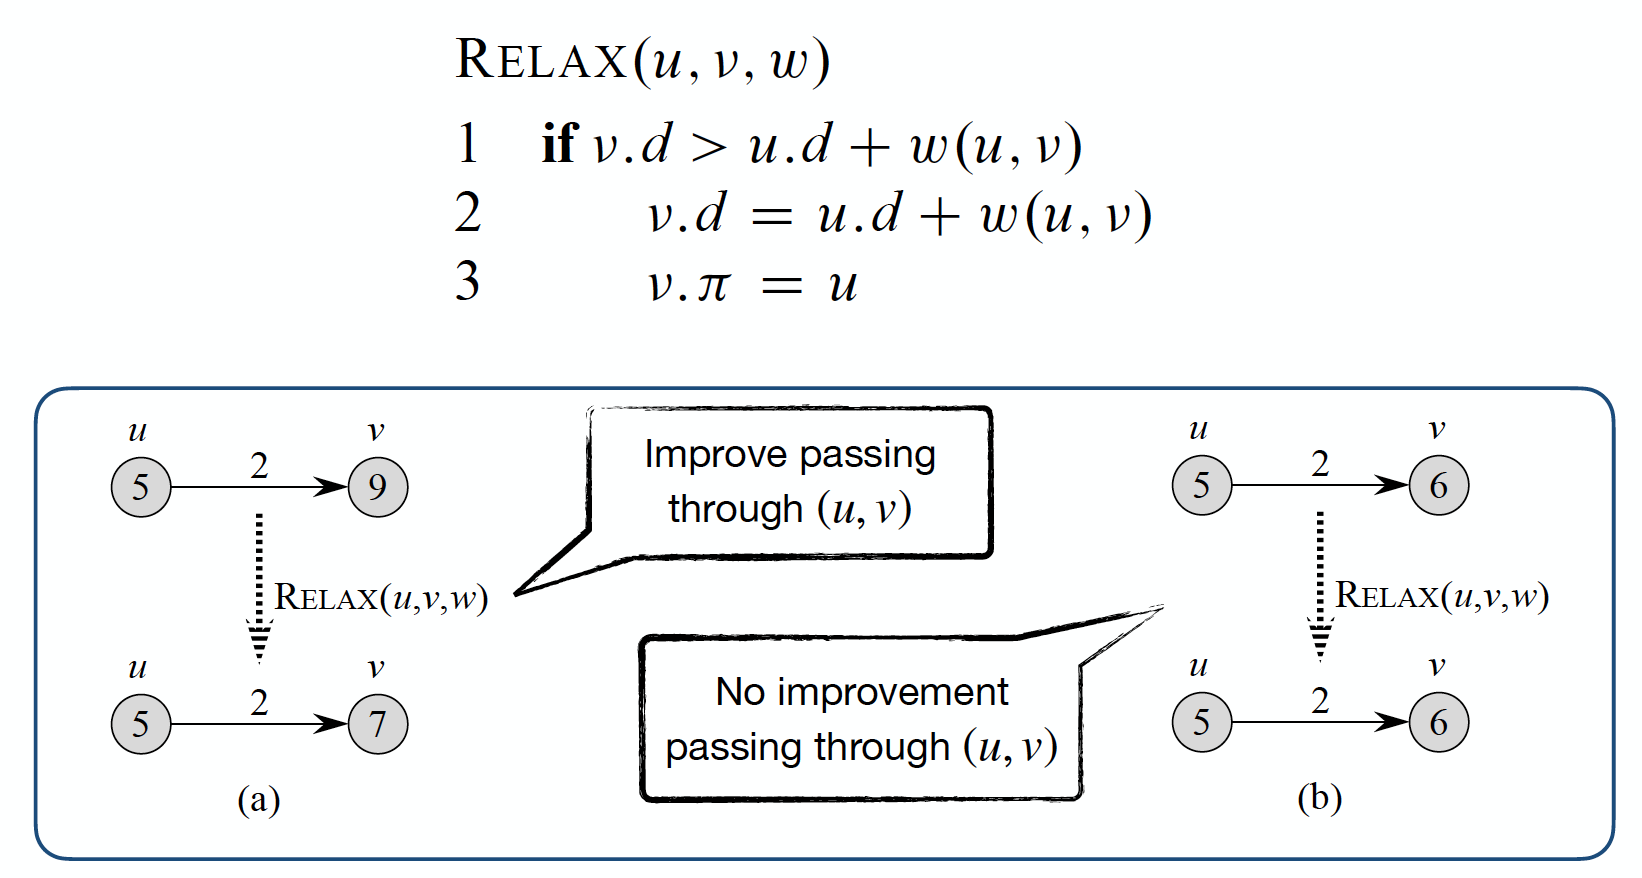 RELAX(u, v, w)
1 if v.d > u.d + w(u, v)
2 v.d = u.d + w(u, v)
3 v.π = u
u v
5 2 9
RELAX(u,v,w)
u v
5 2 7
(a)
Improve passing
through (u, v)
No improvement
passing through (u, v)
u v
5 2 6
RELAX(u,v,w)
u v
5 2 6
(b)